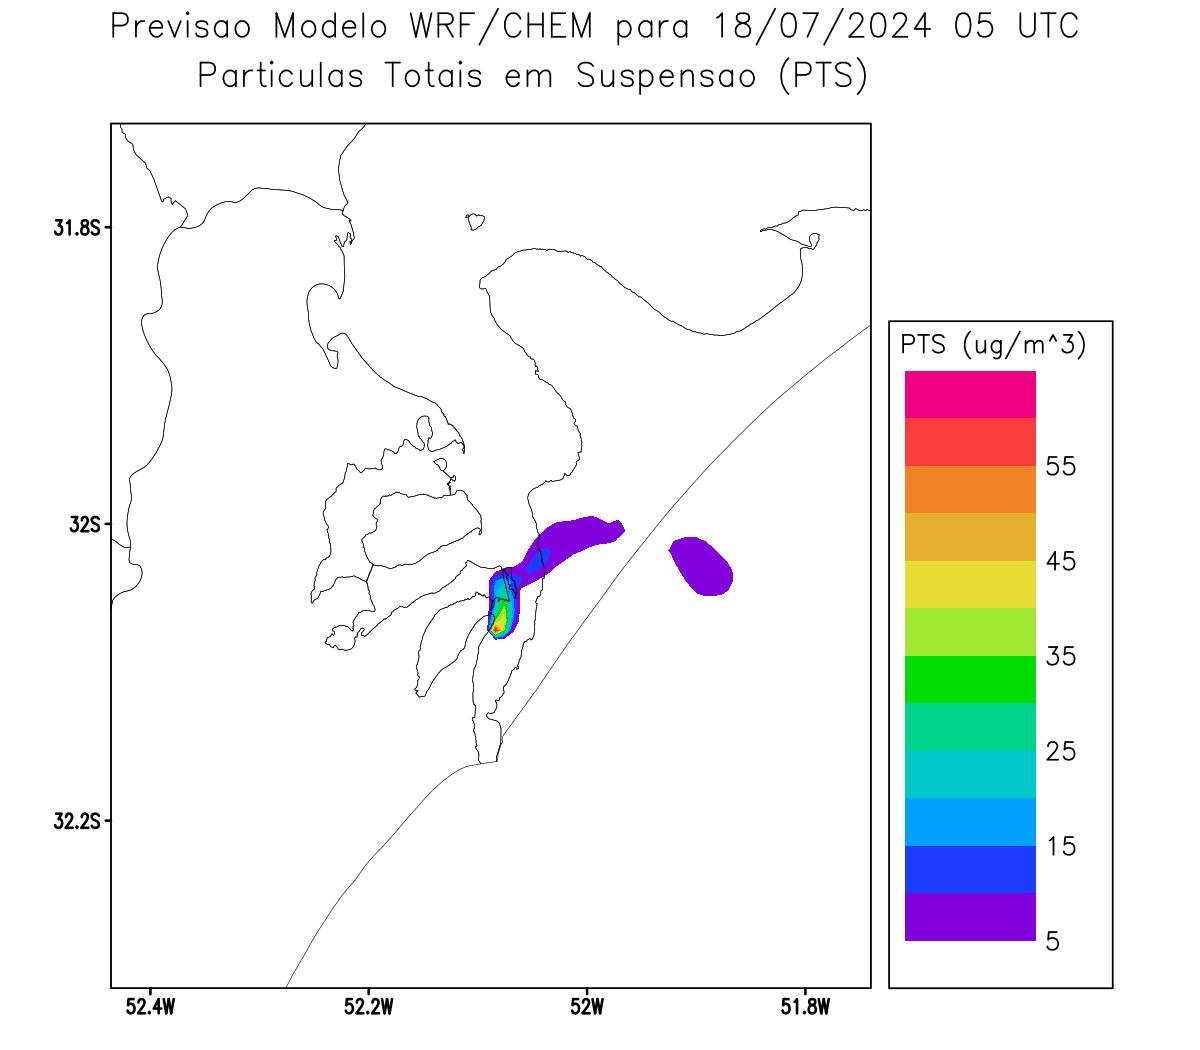 Previsao Modelo WRF/CHEM para 18/07/2024 05 UTC
Particulas Totais em Suspensao (PTS)
31.8S
32S
32.2S
52.4W 52.2W 52W 51.8W
PTS (ug/m^3)
55
45
35
25
15
5